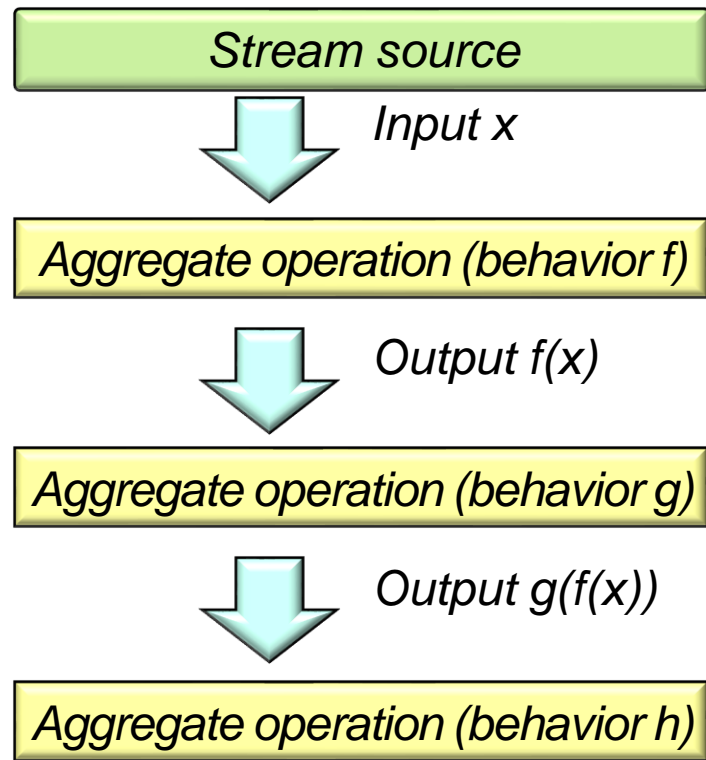 Stream source
Input x
Aggregate operation (behavior f)
Output f(x)
Aggregate operation (behavior g)
Output g(f(x))
Aggregate operation (behavior h)